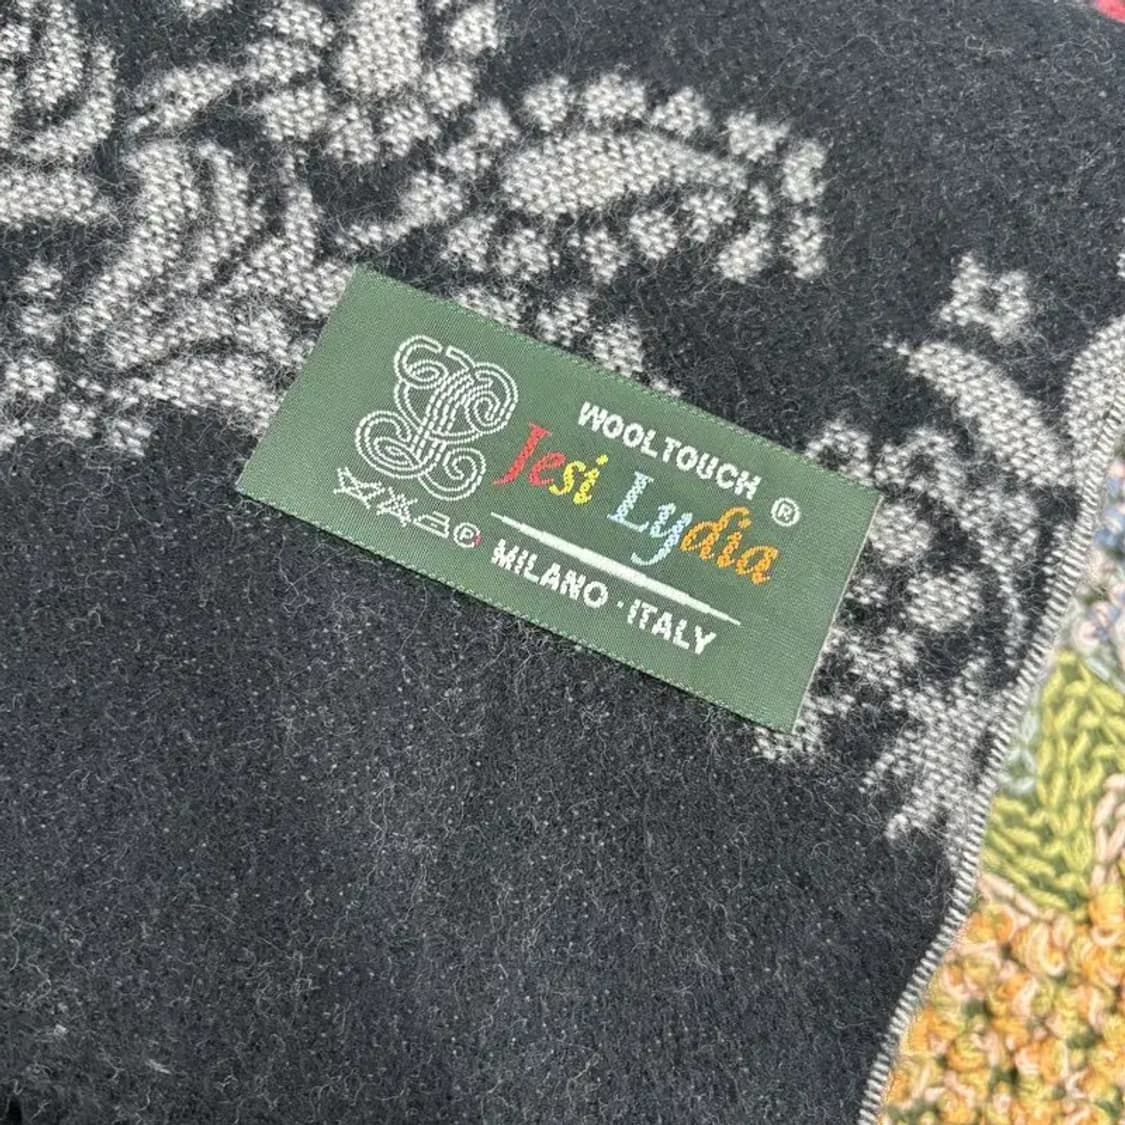 WOOLTOUCH
Jesi Lydia ®
MILANO · ITALY
P